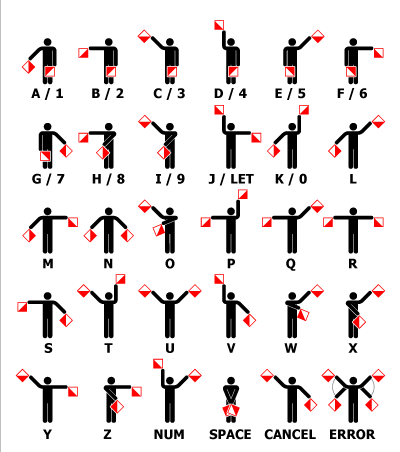 A / 1 B / 2 C / 3 D / 4 E / 5 F / 6
G / 7 H / 8 I / 9 J / LET K / 0 L
M N O P Q R
S T U V W X
Y Z NUM SPACE CANCEL ERROR